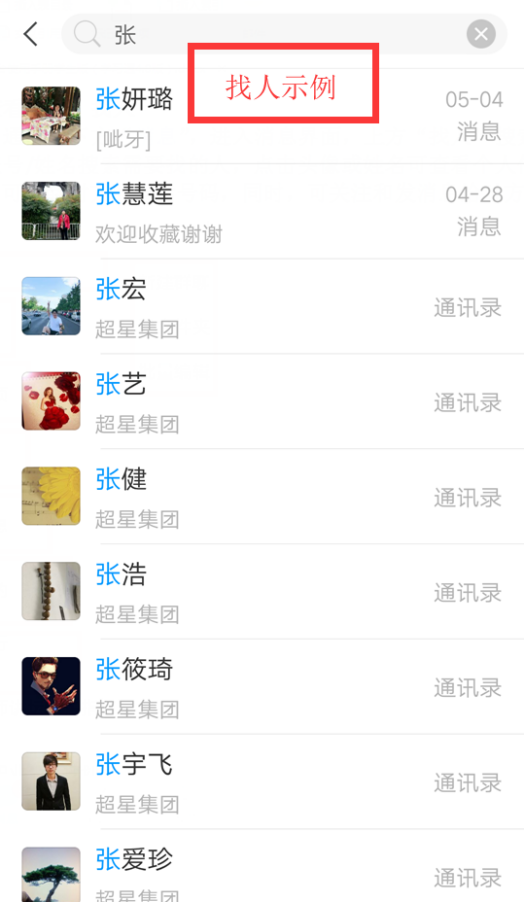 张
找人示例
张妍璐
05-04
[呲牙]
消息
张慧莲
04-28
欢迎收藏谢谢
消息
张宏
超星集团
通讯录
张艺
超星集团
通讯录
张健
超星集团
通讯录
张浩
超星集团
通讯录
张筱琦
超星集团
通讯录
张宇飞
超星集团
通讯录
张爱珍
超星集团
通讯录